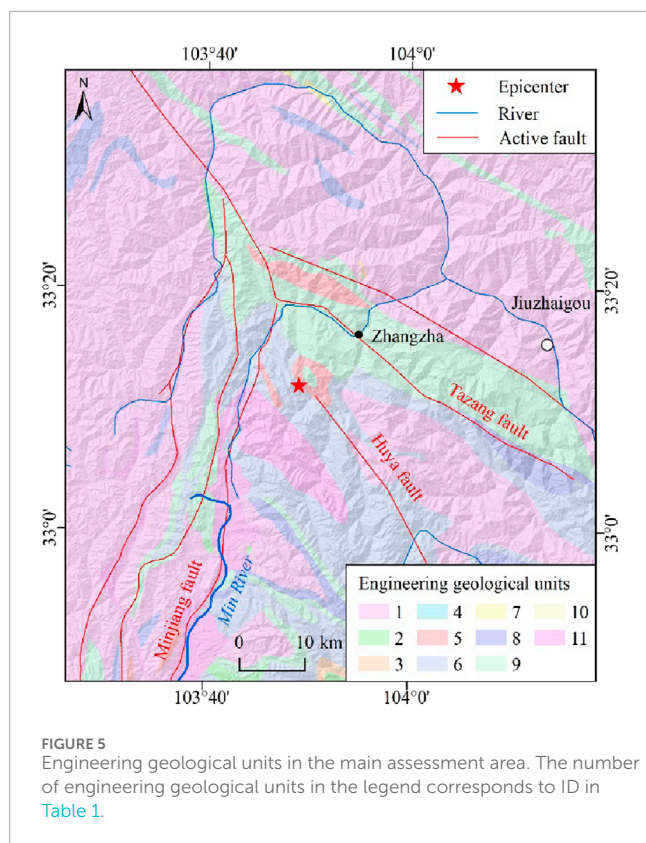 103°40' 104°0'
N
Epicenter
River
Active fault
33°20' 33°20'
Jiuzhaigou
Zhangzha
Tazang fault
Huya fault
33°0' 33°0'
Minjiang fault
Min River
0 10 km
Engineering geological units
1 4 7 10
2 5 8 11
3 6 9
103°40' 104°0'
FIGURE 5
Engineering geological units in the main assessment area. The number
of engineering geological units in the legend corresponds to ID in
Table 1.